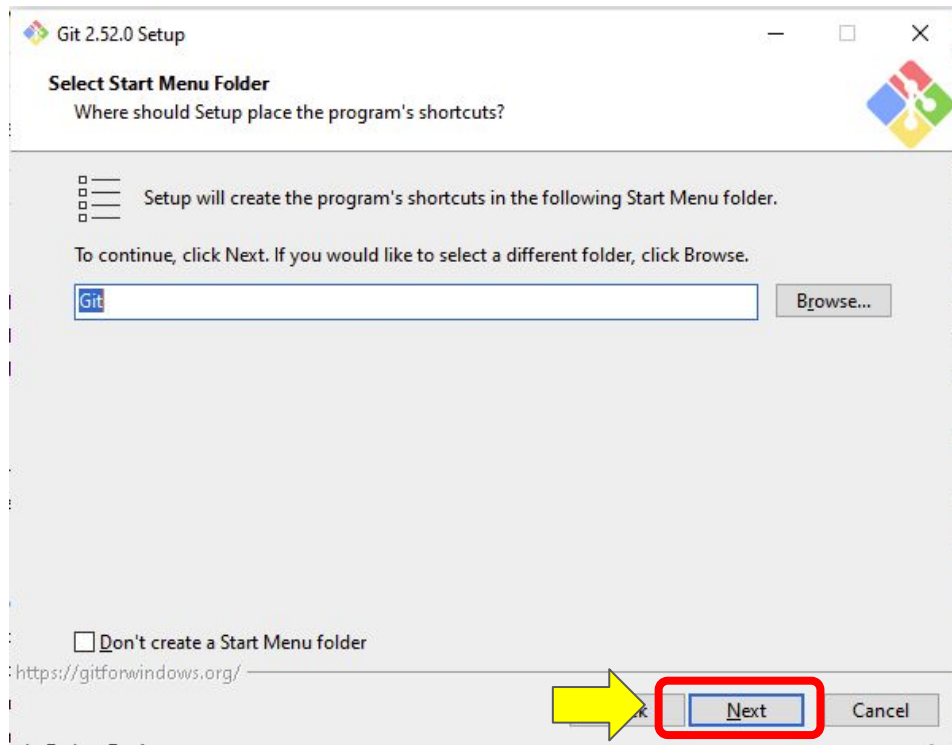 Git 2.52.0 Setup
Select Start Menu Folder
Where should Setup place the program's shortcuts?
Setup will create the program's shortcuts in the following Start Menu folder.
To continue, click Next. If you would like to select a different folder, click Browse.
Git
Browse...
Don't create a Start Menu folder
https://gitforwindows.org/
Next
Cancel